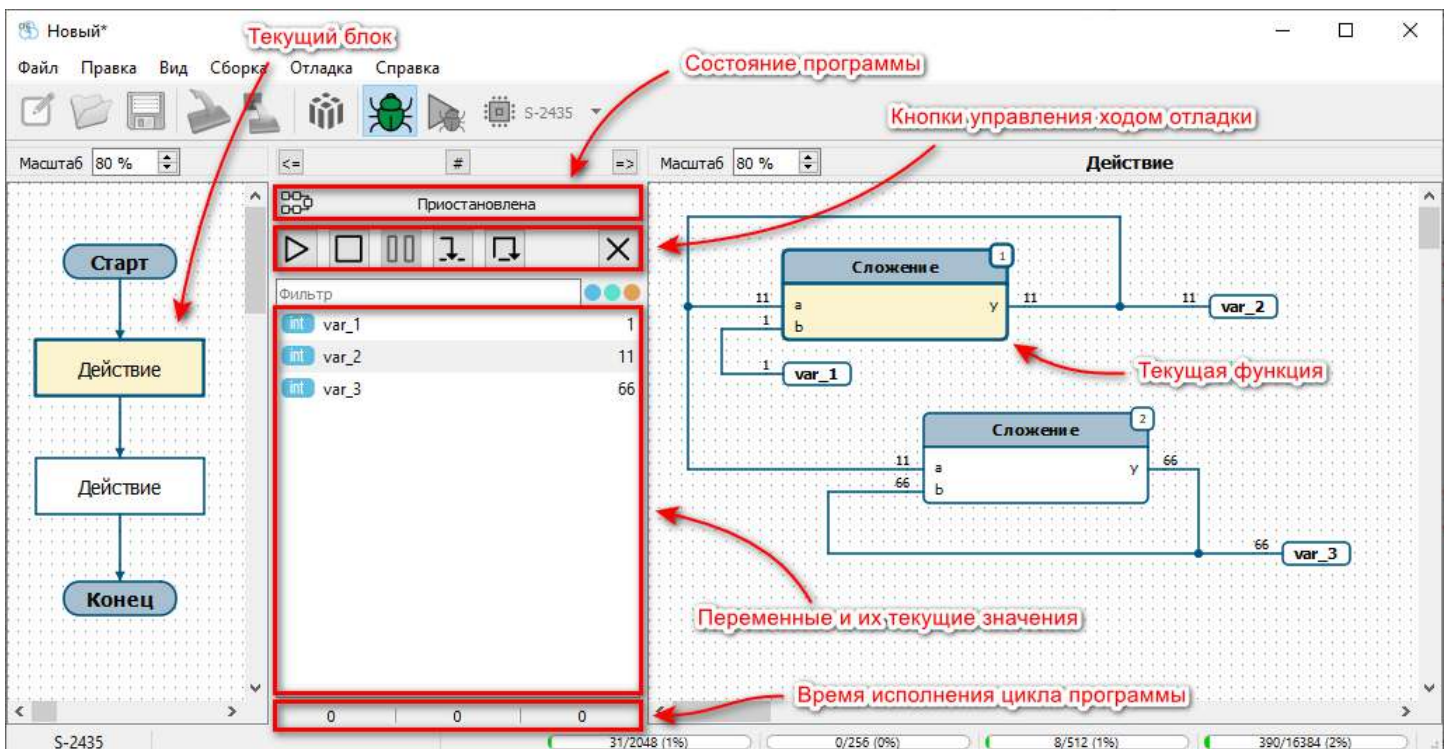 Новый*
Текущий блок
Файл Правка Вид Сборка Отладка Справка
Состояние программы
S-2435
Кнопки управления ходом отладки
Масштаб 80 %
<= # =>
Масштаб 80 %
Действие
Приостановлена
Старт
Фильтр
int var_1 1
int var_2 11
int var_3 66
Действие
Действие
Конец
Сложение 1
11 a y 11
1 b
11 var_2
1 var_1
Текущая функция
Сложение 2
11 a y 66
66 b
66 var_3
Переменные и их текущие значения
Время исполнения цикла программы
0 0 0
S-2435
31/2048 (1%) 0/256 (0%) 8/512 (1%) 390/16384 (2%)